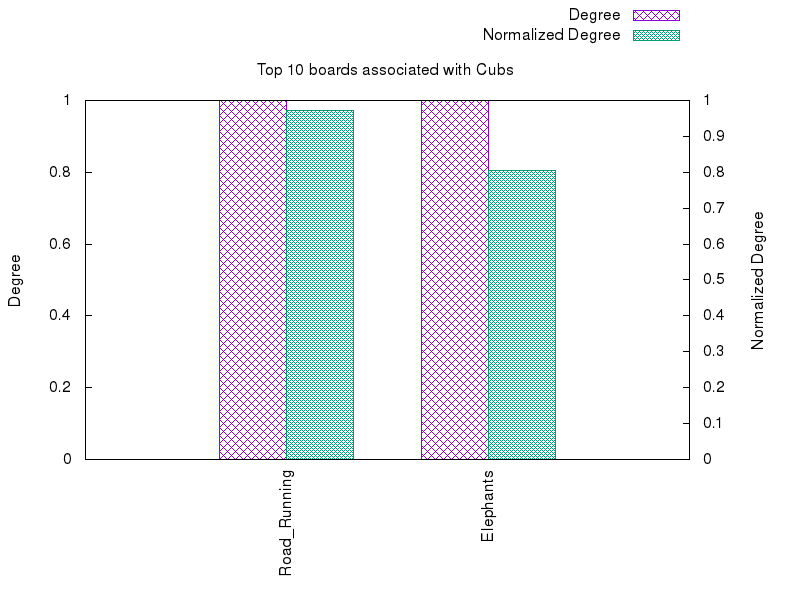 Degree
Normalized Degree
Top 10 boards associated with Cubs
1
0.8
0.6
0.4
0.2
0
Degree
1
0.9
0.8
0.7
0.6
0.5
0.4
0.3
0.2
0.1
0
Normalized Degree
Road_Running
Elephants